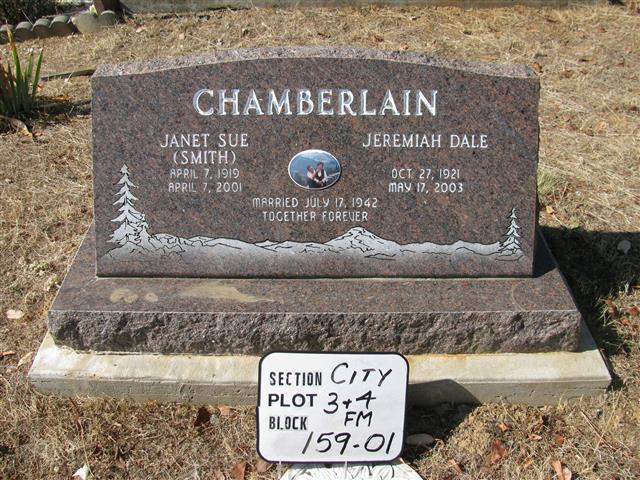 CHAMBERLAIN
JANET SUE
(SMITH)
APRIL 7, 1919
APRIL 7, 2001
JEREMIAH DALE
OCT 27, 1921
MAY 17, 2003
MARRIED JULY 17, 1942
TOGETHER FOREVER
SECTION CITY
PLOT 3+4
BLOCK FM
159-01